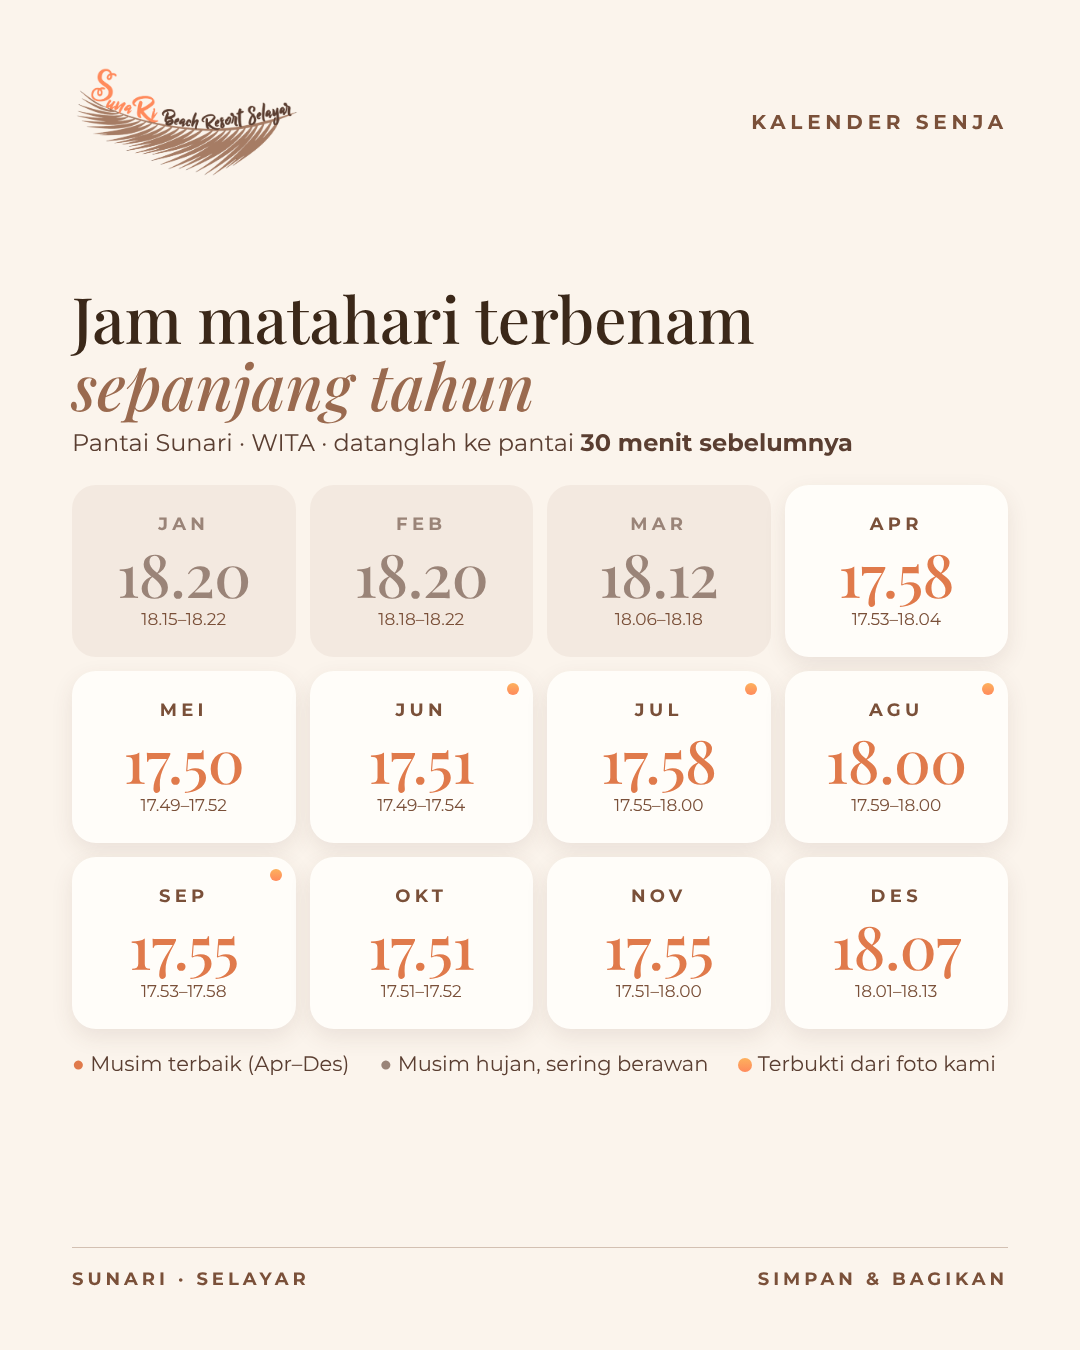 SunaRi Beach Resort Selayar
KALENDER SENJA
Jam matahari terbenam
sepanjang tahun
Pantai Sunari · WITA · datanglah ke pantai 30 menit sebelumnya
JAN
18.20
18.15–18.22
FEB
18.20
18.18–18.22
MAR
18.12
18.06–18.18
APR
17.58
17.53–18.04
MEI
17.50
17.49–17.52
JUN
17.51
17.49–17.54
JUL
17.58
17.55–18.00
AGU
18.00
17.59–18.00
SEP
17.55
17.53–17.58
OKT
17.51
17.51–17.52
NOV
17.55
17.51–18.00
DES
18.07
18.01–18.13
Musim terbaik (Apr–Des)
Musim hujan, sering berawan
Terbukti dari foto kami
SUNARI · SELAYAR
SIMPAN & BAGIKAN